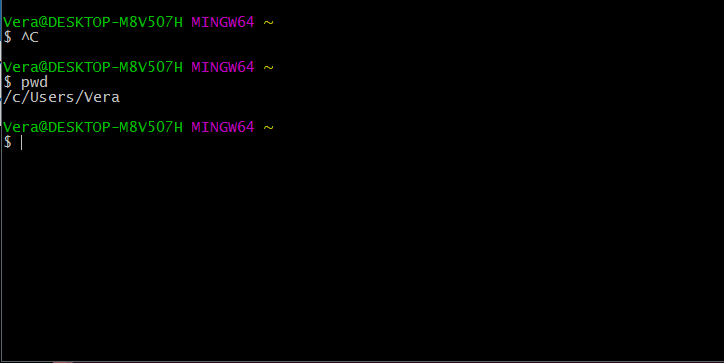 Vera@DESKTOP-M8V507H MINGW64 ~
$ ^C
Vera@DESKTOP-M8V507H MINGW64 ~
$ pwd
/c/Users/Vera
Vera@DESKTOP-M8V507H MINGW64 ~
$